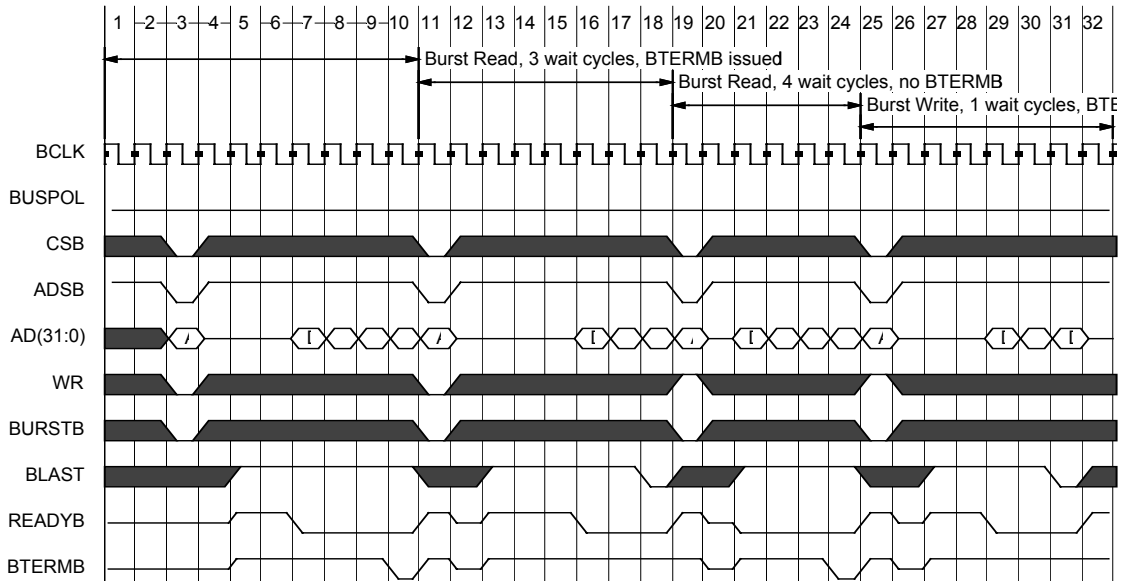 1 2 3 4 5 6 7 8 9 10 11 12 13 14 15 16 17 18 19 20 21 22 23 24 25 26 27 28 29 30 31 32
Burst Read, 3 wait cycles, BTERMB issued
Burst Read, 4 wait cycles, no BTERMB
Burst Write, 1 wait cycles,
BCLK
BUSPOL
CSB
ADSB
AD(31:0)
WR
BURSTB
BLAST
READYB
BTERMB